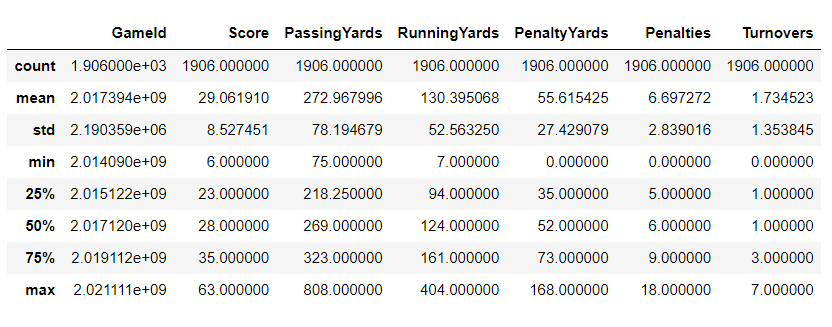 GameId Score PassingYards RunningYards PenaltyYards Penalties Turnovers
count 1.906000e+03 1906.000000 1906.000000 1906.000000 1906.000000 1906.000000 1906.000000
mean 2.017394e+09 29.061910 272.967996 130.395068 55.615425 6.697272 1.734523
std 2.190359e+06 8.527451 78.194679 52.563250 27.429079 2.839016 1.353845
min 2.014090e+09 6.000000 75.000000 7.000000 0.000000 0.000000 0.000000
25% 2.015122e+09 23.000000 218.250000 94.000000 35.000000 5.000000 1.000000
50% 2.017120e+09 28.000000 269.000000 124.000000 52.000000 6.000000 1.000000
75% 2.019112e+09 35.000000 323.000000 161.000000 73.000000 9.000000 3.000000
max 2.021111e+09 63.000000 808.000000 404.000000 168.000000 18.000000 7.000000